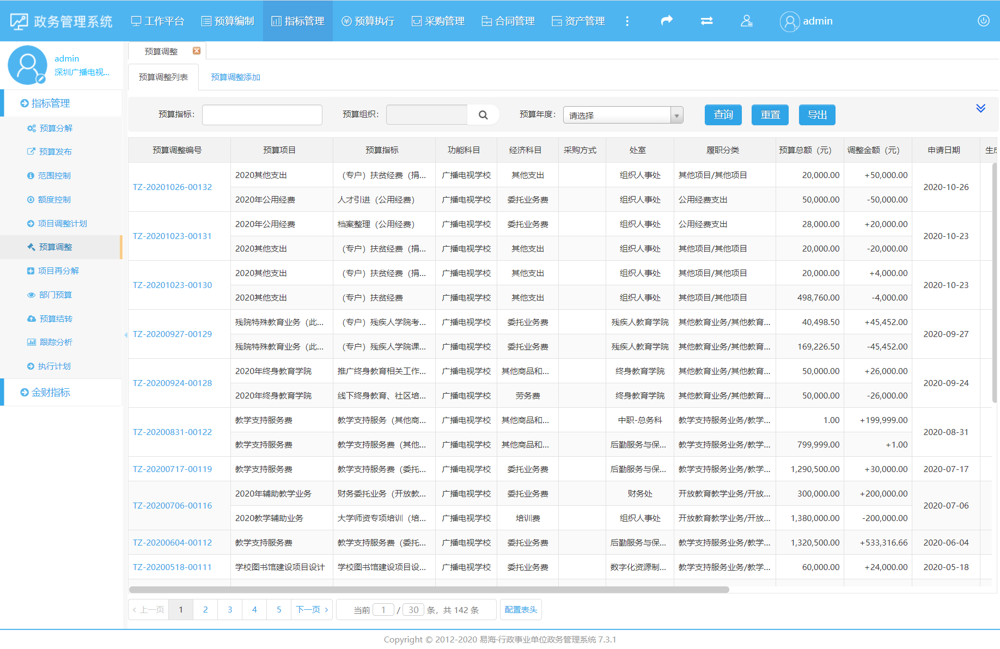 政务管理系统 工作平台 预算编制 指标管理 预算执行 采购管理 合同管理 资产管理 admin
admin
深圳广播电视...
指标管理
预算分解
预算发布
范围控制
额度控制
项目调整计划
预算调整
项目再分解
部门预算
预算结转
跟踪分析
执行计划
金财指标
预算调整
预算调整列表 预算调整添加
预算指标: 预算组织: 预算年度: 请选择 查询 重置 导出
预算调整编号 预算项目 预算指标 功能科目 经济科目 采购方式 处室 履职分类 预算总额（元） 调整金额（元） 申请日期
TZ-20201026-00132 2020其他支出 （专户）扶贫经费（捐... 广播电视学校 其他支出 组织人事处 其他项目/其他项目 20,000.00 +50,000.00 2020-10-26
2020年公用经费 人才引进（公用经费） 广播电视学校 委托业务费 组织人事处 公用经费支出 50,000.00 -50,000.00
TZ-20201023-00131 2020年公用经费 档案整理（公用经费） 广播电视学校 委托业务费 组织人事处 公用经费支出 28,000.00 +20,000.00 2020-10-23
2020其他支出 （专户）扶贫经费（捐... 广播电视学校 其他支出 组织人事处 其他项目/其他项目 20,000.00 -20,000.00
TZ-20201023-00130 2020其他支出 （专户）扶贫经费（捐... 广播电视学校 其他支出 组织人事处 其他项目/其他项目 20,000.00 +4,000.00 2020-10-23
2020其他支出 （专户）扶贫经费 广播电视学校 其他支出 组织人事处 其他项目/其他项目 498,760.00 -4,000.00
TZ-20200927-00129 残院特殊教育业务（此... （专户）残疾人学院考... 广播电视学校 委托业务费 残疾人教育学院 其他教育业务/其他教育... 40,498.50 +45,452.00 2020-09-27
残院特殊教育业务（此... （专户）残疾人学院课... 广播电视学校 委托业务费 残疾人教育学院 其他教育业务/其他教育... 169,226.50 -45,452.00
TZ-20200924-00128 2020年终身教育学院 推广终身教育相关工作... 广播电视学校 其他商品和... 终身教育学院 其他教育业务/其他教育... 50,000.00 +26,000.00 2020-09-24
2020年终身教育学院 线下终身教育、社区培... 广播电视学校 劳务费 终身教育学院 其他教育业务/其他教育... 50,000.00 -26,000.00
TZ-20200831-00122 教学支持服务费 教学支持服务（其他商... 广播电视学校 其他商品和... 中职-总务科 教学支持服务业务/教学... 1.00 +199,999.00 2020-08-31
教学支持服务费 教学支持服务费（其他... 广播电视学校 其他商品和... 后勤服务与保... 教学支持服务业务/教学... 799,999.00 +1.00
TZ-20200717-00119 教学支持服务费 教学支持服务费（委托... 广播电视学校 委托业务费 后勤服务与保... 教学支持服务业务/教学... 1,290,500.00 +30,000.00 2020-07-17
TZ-20200706-00116 2020年辅助教学业务 财务委托业务（开放教... 广播电视学校 委托业务费 财务处 开放教育教学业务/开放... 300,000.00 +200,000.00 2020-07-06
2020教学辅助业务 大学师资专项培训（培... 广播电视学校 培训费 组织人事处 开放教育教学业务/开放... 1,380,000.00 -200,000.00
TZ-20200604-00112 教学支持服务费 教学支持服务费（委托... 广播电视学校 委托业务费 后勤服务与保... 教学支持服务业务/教学... 1,320,500.00 +533,316.66 2020-06-04
TZ-20200518-00111 学校图书馆建设项目设计 学校图书馆建设项目设... 广播电视学校 委托业务费 数字化资源制... 教学支持服务业务/教学... 60,000.00 +24,000.00 2020-05-18
‹ 上一页 1 2 3 4 5 下一页 › 当前 1 / 30 条，共 142 条 配置表头
Copyright © 2012-2020 易海·行政事业单位政务管理系统 7.3.1